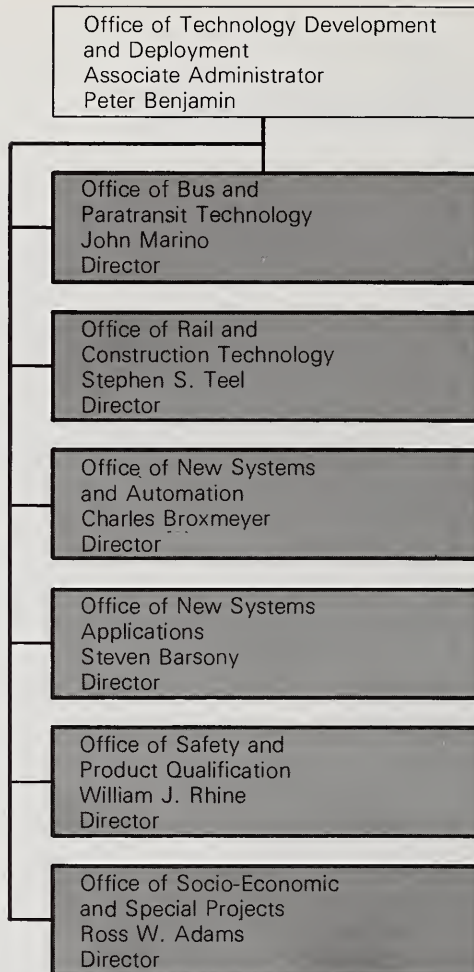 Office of Technology Development
and Deployment
Associate Administrator
Peter Benjamin
Office of Bus and
Paratransit Technology
John Marino
Director
Office of Rail and
Construction Technology
Stephen S. Teel
Director
Office of New Systems
and Automation
Charles Broxmeyer
Director
Office of New Systems
Applications
Steven Barsony
Director
Office of Safety and
Product Qualification
William J. Rhine
Director
Office of Socio-Economic
and Special Projects
Ross W. Adams
Director